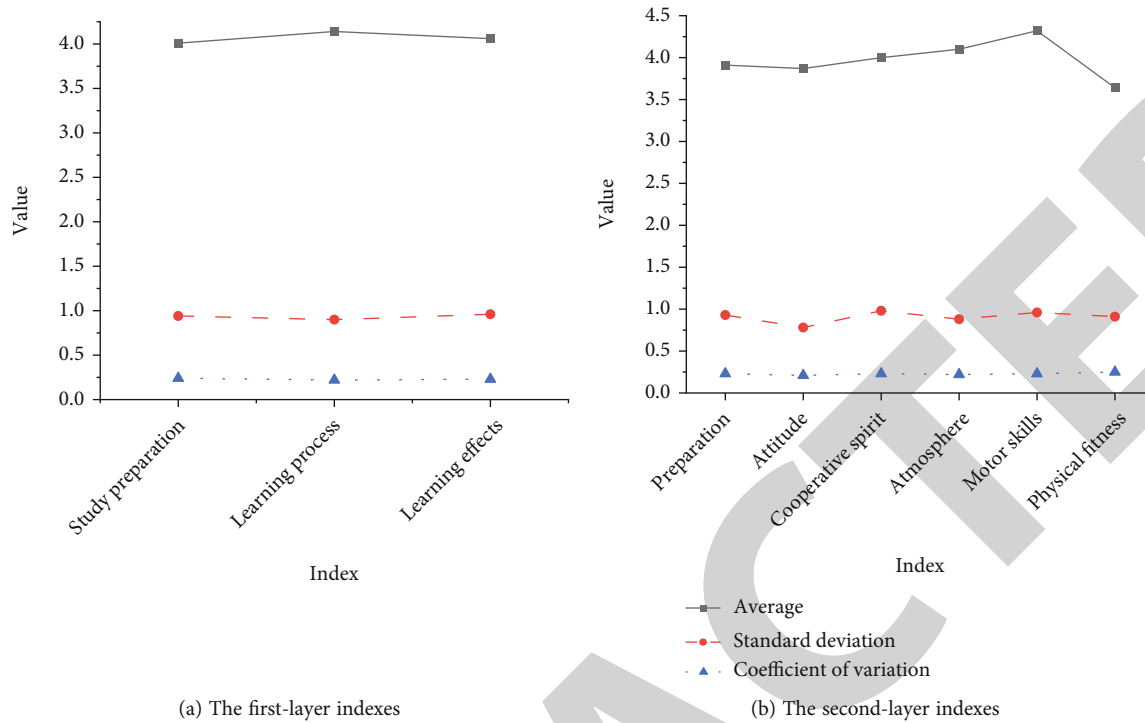 4.0
3.5
3.0
2.5
2.0
1.5
1.0
0.5
0.0
Value
Study preparation
Learning process
Learning effects
Index
(a) The first-layer indexes
4.5
4.0
3.5
3.0
2.5
2.0
1.5
1.0
0.5
0.0
Value
Preparation
Attitude
Cooperative spirit
Atmosphere
Motor skills
Physical fitness
Index
Average
Standard deviation
Coefficient of variation
(b) The second-layer indexes